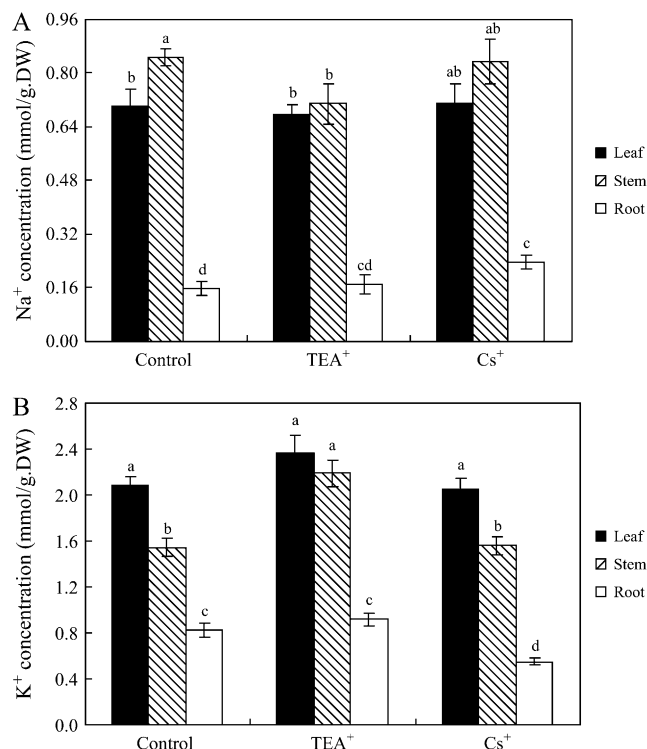 A
Na+ concentration (mmol/g.DW)
0.96
0.80
0.64
0.48
0.32
0.16
0.00
b
a
d
b
b
cd
ab
ab
c
Leaf
Stem
Root
Control
TEA+
Cs+
B
K+ concentration (mmol/g.DW)
2.8
2.4
2.0
1.6
1.2
0.8
0.4
0.0
a
b
c
a
a
c
a
b
d
Leaf
Stem
Root
Control
TEA+
Cs+